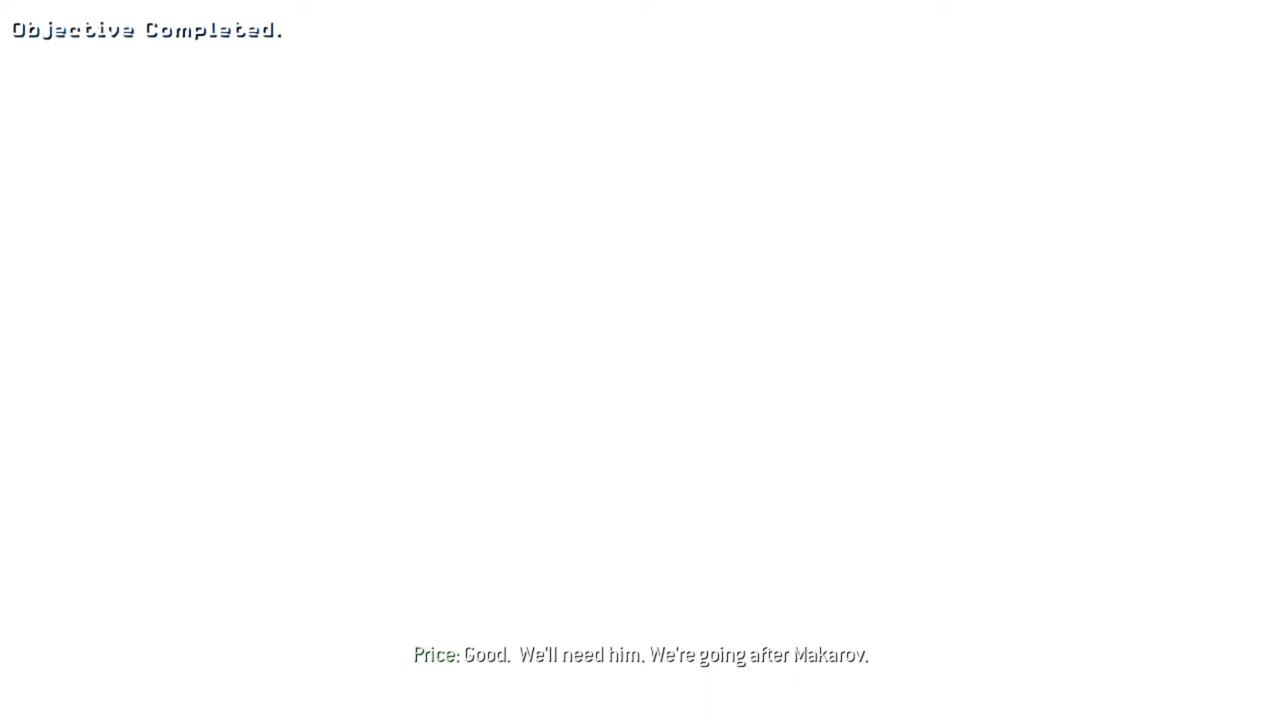 Objective Completed.
Price: Good.  We'll need him. We're going after Makarov.